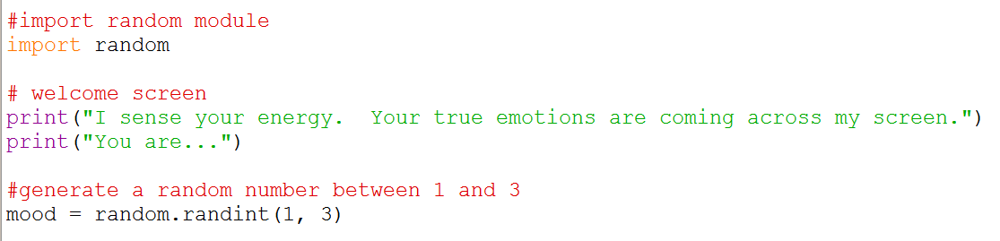 #import random module
import random
# welcome screen
print("I sense your energy.  Your true emotions are coming across my screen.")
print("You are...")
#generate a random number between 1 and 3
mood = random.randint(1, 3)